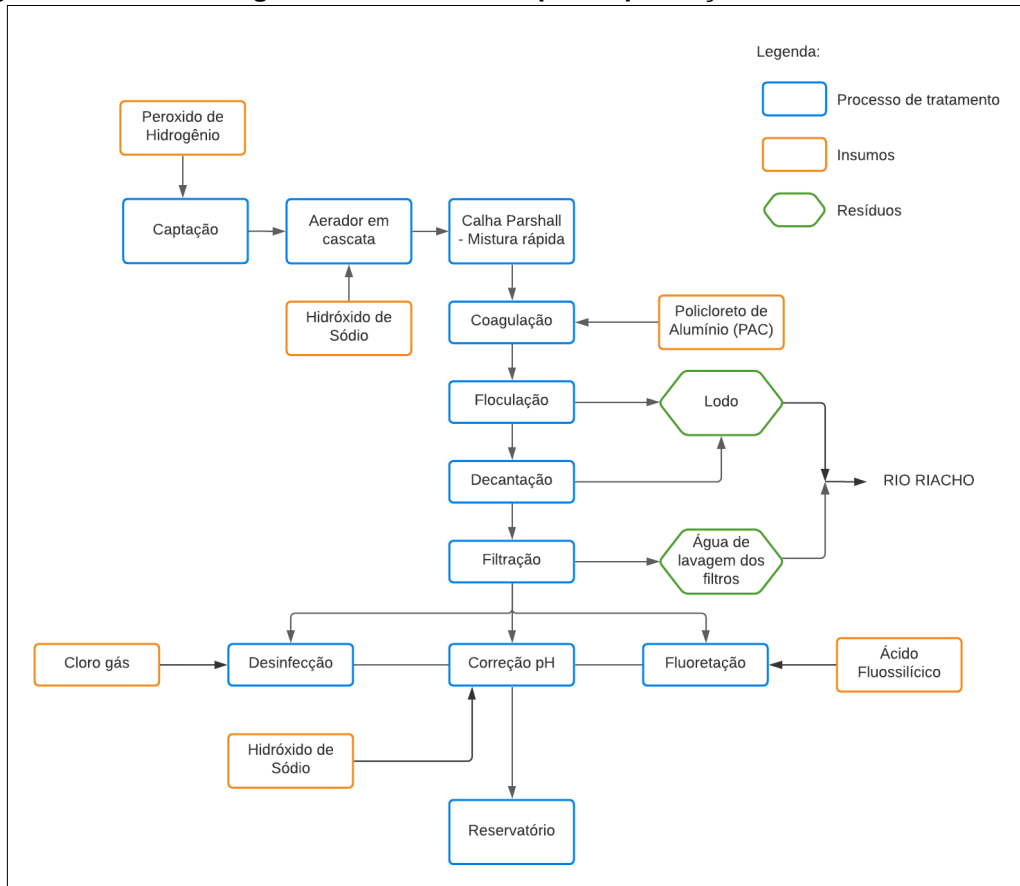 Legenda:
Processo de tratamento
Insumos
Resíduos
Peroxido de
Hidrogênio
Captação
Aerador em
cascata
Calha Parshall
- Mistura rápida
Hidróxido de
Sódio
Coagulação
Policloreto de
Alumínio (PAC)
Floculação
Lodo
Decantação
RIO RIACHO
Filtração
Água de
lavagem dos
filtros
Cloro gás
Desinfecção
Correção pH
Fluoretação
Ácido
Fluossilícico
Hidróxido de
Sódio
Reservatório